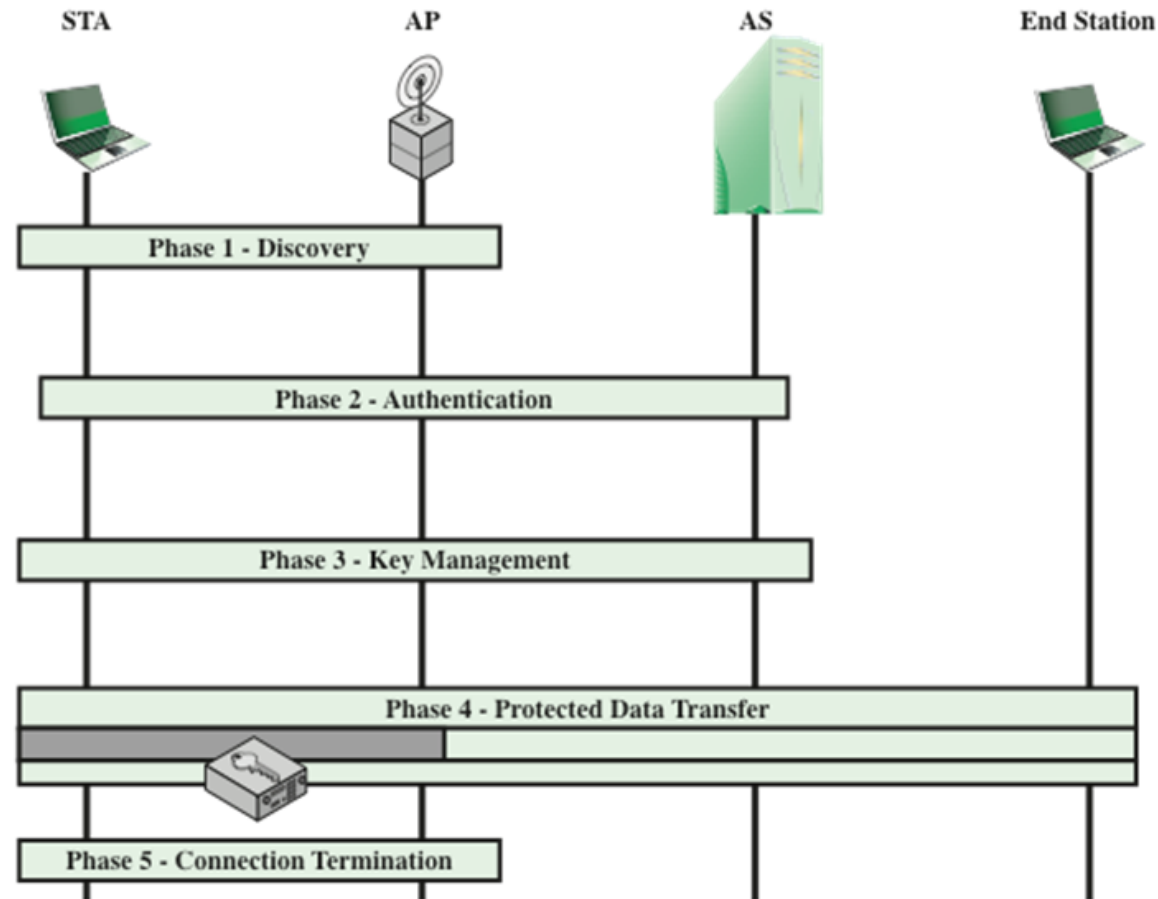 STA AP AS End Station
Phase 1 - Discovery
Phase 2 - Authentication
Phase 3 - Key Management
Phase 4 - Protected Data Transfer
Phase 5 - Connection Termination